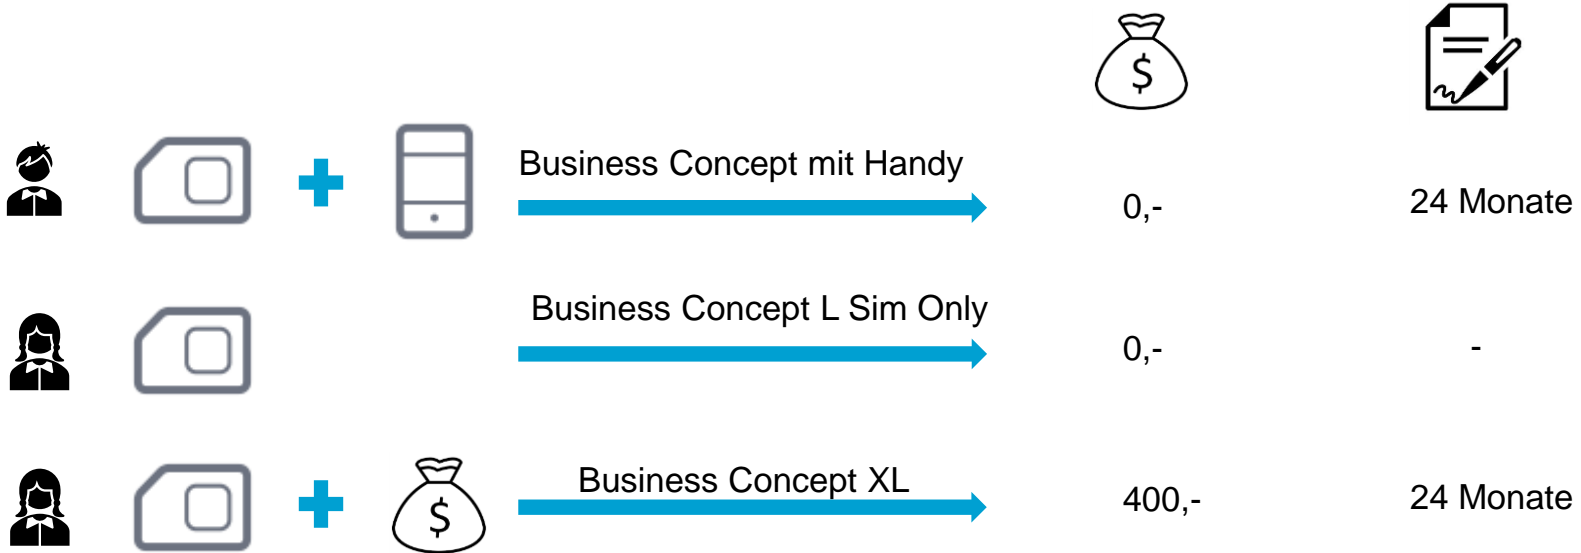 Business Concept mit Handy
0,-
24 Monate
Business Concept L Sim Only
0,-
-
Business Concept XL
400,-
24 Monate
$
$